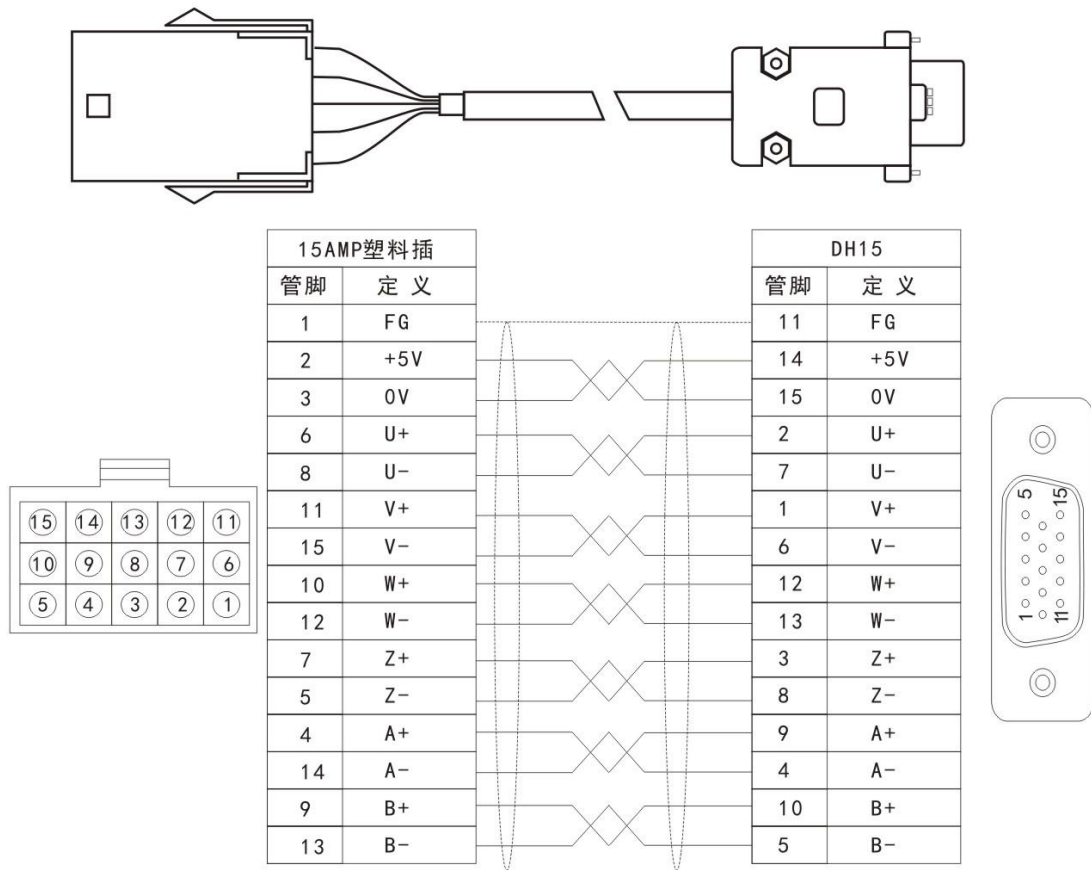 15AMP塑料插
管脚 定 义
1 FG
2 +5V
3 0V
6 U+
8 U-
11 V+
15 V-
10 W+
12 W-
7 Z+
5 Z-
4 A+
14 A-
9 B+
13 B-
DH15
管脚 定 义
11 FG
14 +5V
15 0V
2 U+
7 U-
1 V+
6 V-
12 W+
13 W-
3 Z+
8 Z-
9 A+
4 A-
10 B+
5 B-
15 14 13 12 11
10 9 8 7 6
5 4 3 2 1
5 15
1 11